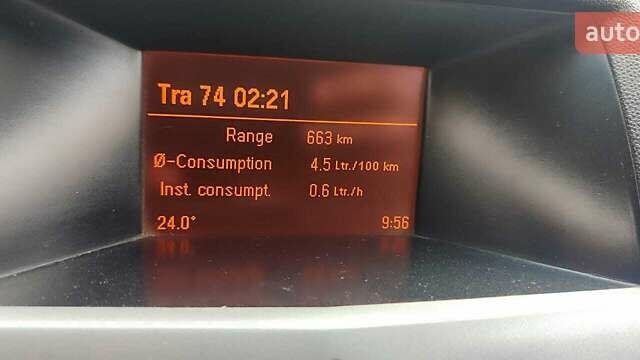 auto
Tra 74 02:21
Range 663 km
Ø-Consumption 4.5 Ltr./100 km
Inst. consumpt. 0.6 Ltr./h
24.0° 9:56